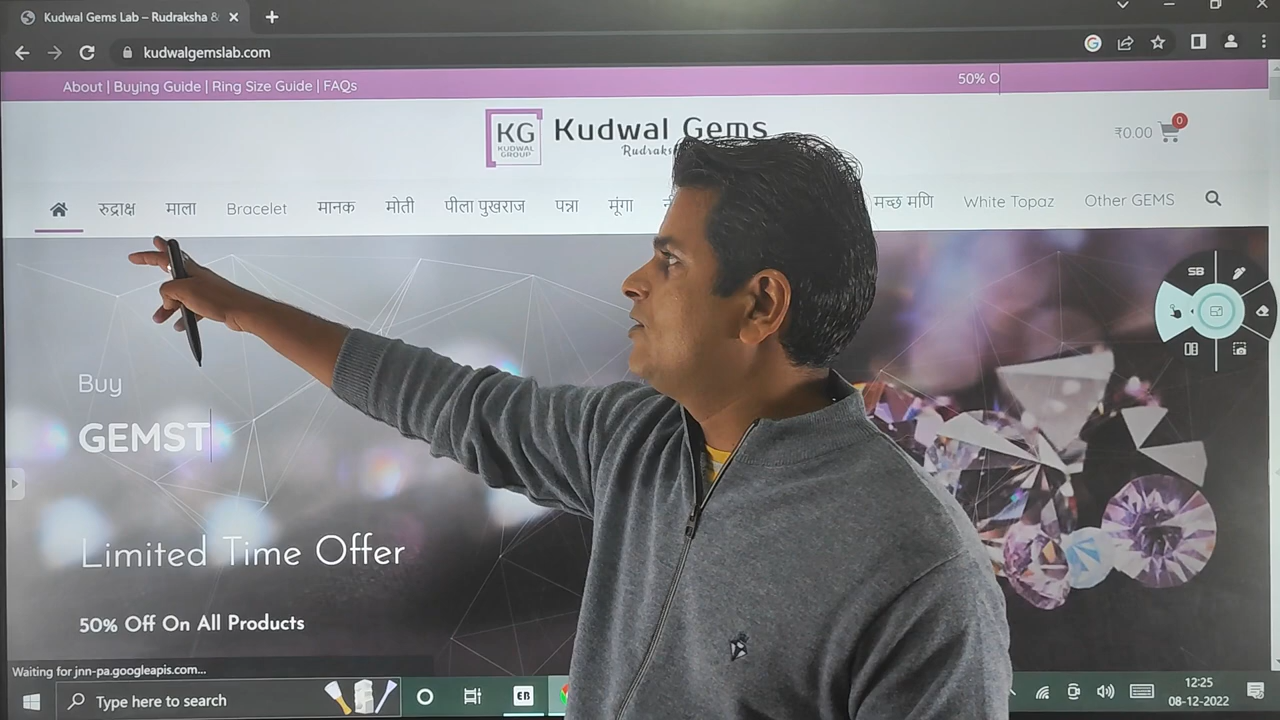 Kudwal Gems Lab – Rudraksha &
kudwalgemslab.com
About | Buying Guide | Ring Size Guide | FAQs
50% O
KG
KUDWAL
GROUP
Kudwal Gems
Rudraks
₹0.00
0
रुद्राक्ष माला Bracelet मानक मोती पीला पुखराज पन्ना मूंगा मच्छ मणि White Topaz Other GEMS
SB
Buy
GEMST
Limited Time Offer
50% Off On All Products
Waiting for jnn-pa.googleapis.com...
Type here to search
EB
12:25
08-12-2022